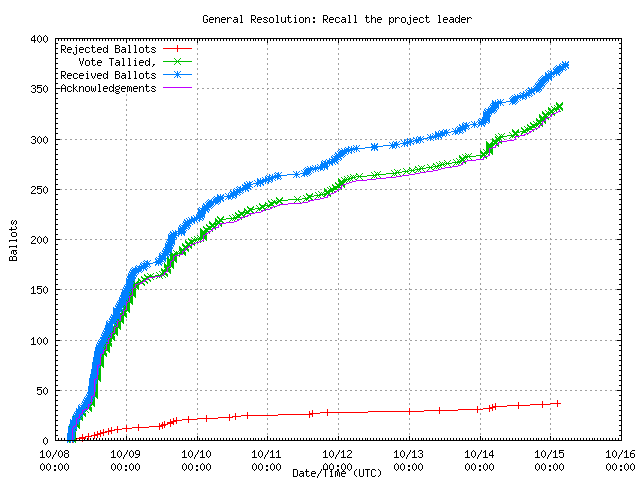 General Resolution: Recall the project leader
400
350
300
250
200
150
100
50
0
Ballots
Rejected Ballots
Vote Tallied,
Received Ballots
Acknowledgements
10/08 10/09 10/10 10/11 10/12 10/13 10/14 10/15 10/16
00:00 00:00 00:00 00:00 00:00 00:00 00:00 00:00 00:00
Date/Time (UTC)